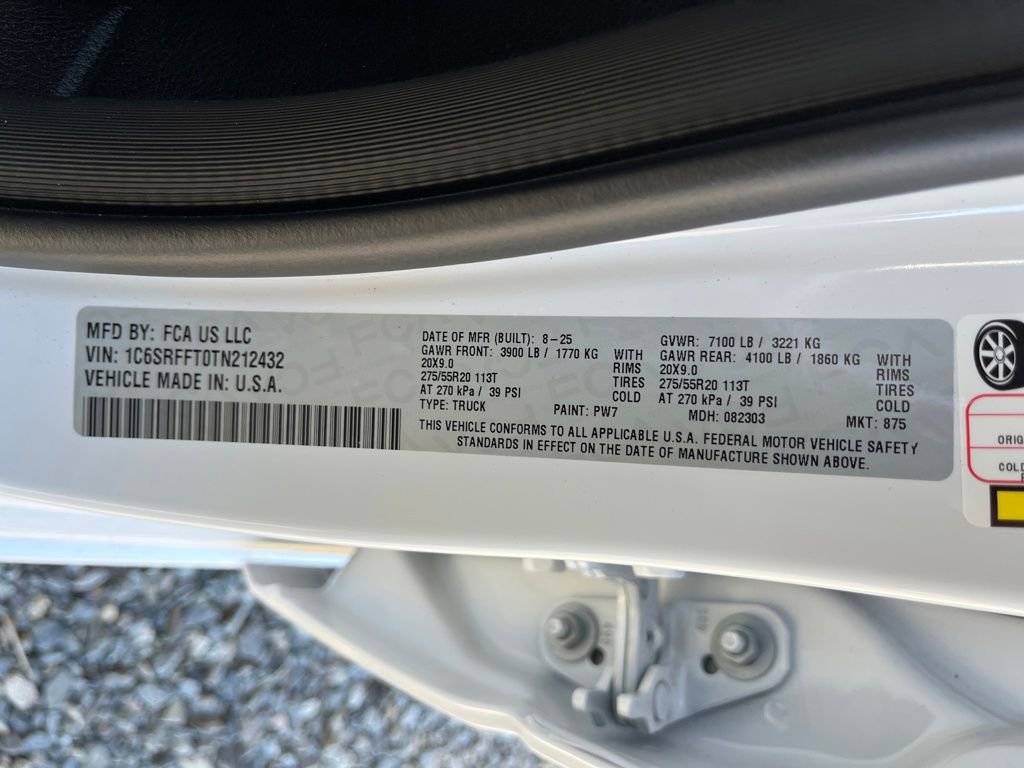 MFD BY: FCA US LLC
VIN: 1C6SRFFT0TN212432
VEHICLE MADE IN: U.S.A.
DATE OF MFR (BUILT): 8-25
GAWR FRONT: 3900 LB / 1770 KG WITH
20X9.0 RIMS
275/55R20 113T TIRES
AT 270 kPa / 39 PSI COLD
TYPE: TRUCK PAINT: PW7
GVWR: 7100 LB / 3221 KG
GAWR REAR: 4100 LB / 1860 KG WITH
20X9.0 RIMS
275/55R20 113T TIRES
AT 270 kPa / 39 PSI COLD
MDH: 082303 MKT: 875
THIS VEHICLE CONFORMS TO ALL APPLICABLE U.S.A. FEDERAL MOTOR VEHICLE SAFETY
STANDARDS IN EFFECT ON THE DATE OF MANUFACTURE SHOWN ABOVE.
ORIG
COLD